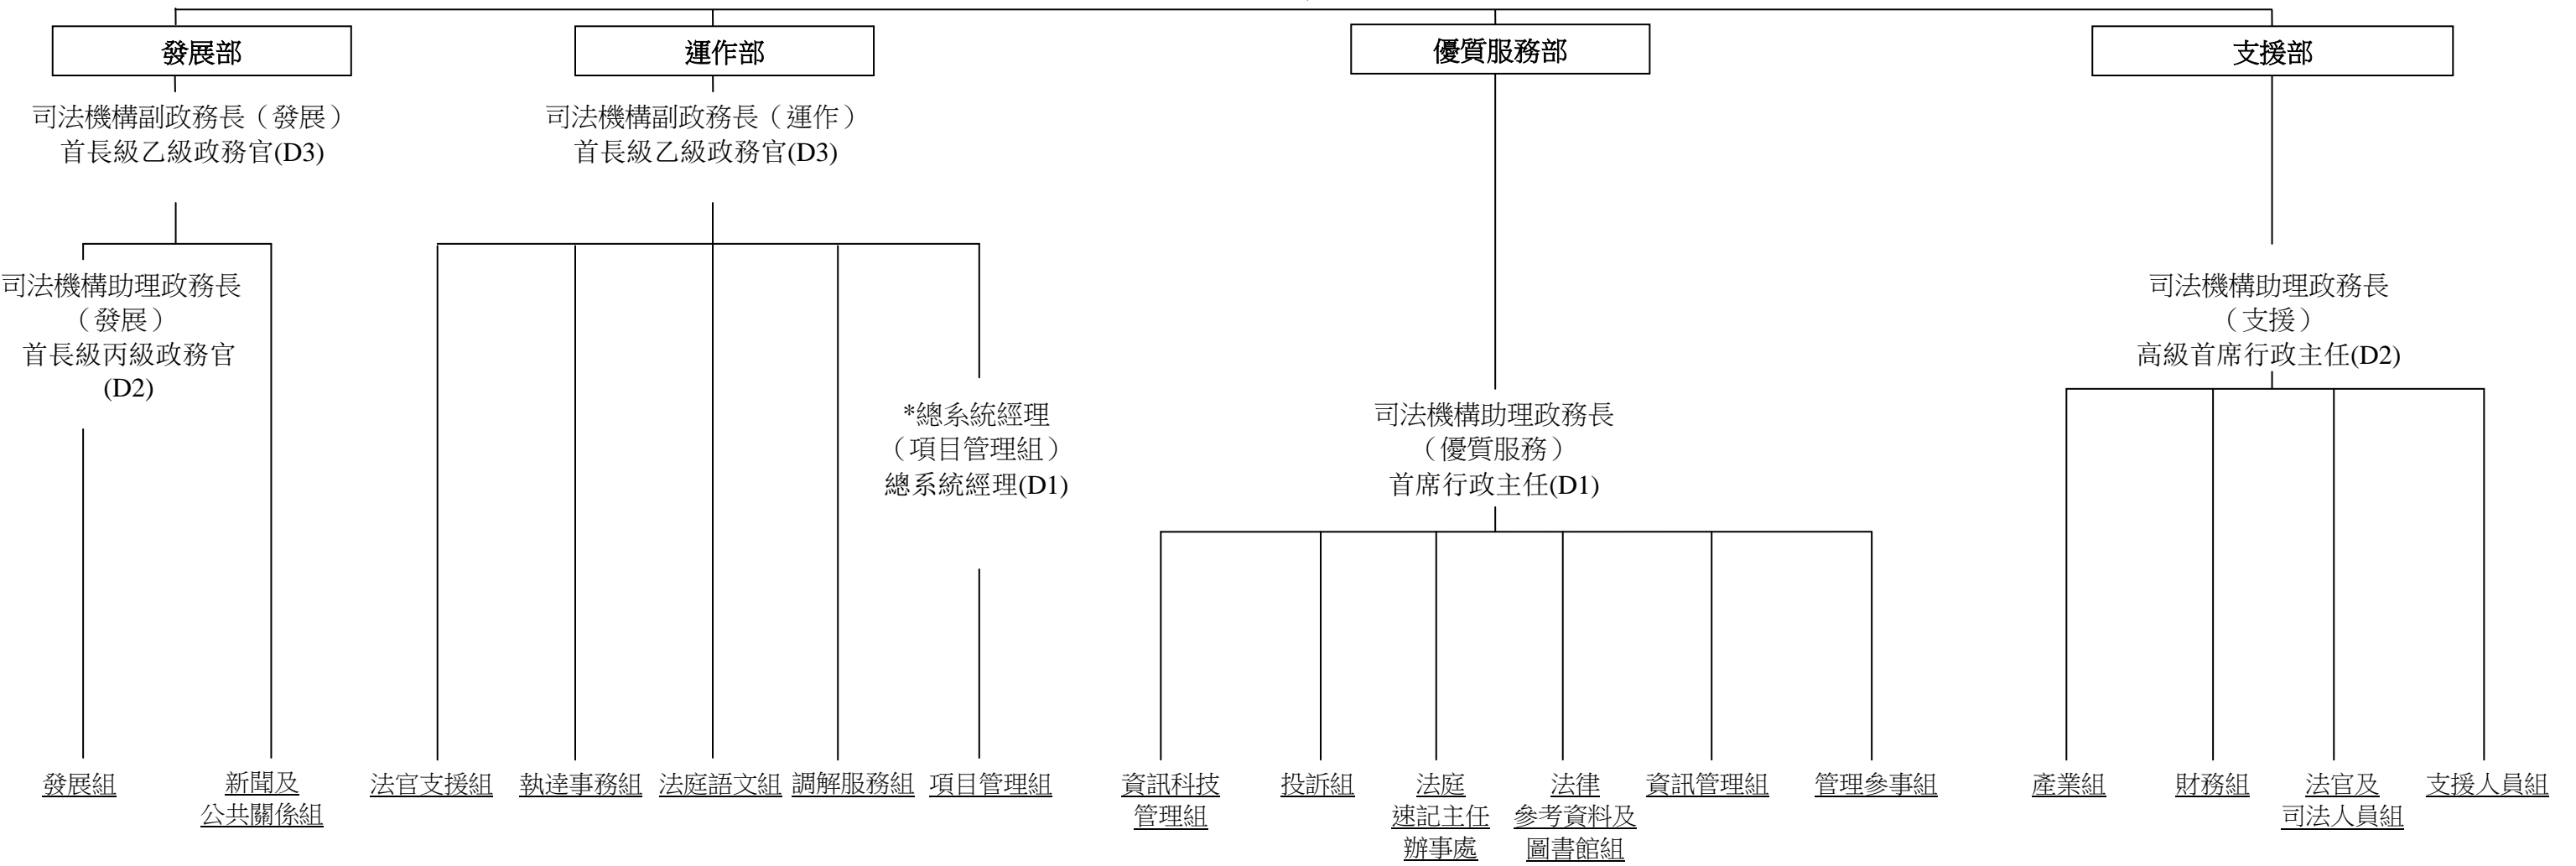 發展部
運作部
優質服務部
支援部
司法機構副政務長（發展）
首長級乙級政務官(D3)
司法機構副政務長（運作）
首長級乙級政務官(D3)
司法機構助理政務長
（發展）
首長級丙級政務官
(D2)
*總系統經理
（項目管理組）
總系統經理(D1)
司法機構助理政務長
（優質服務）
首席行政主任(D1)
司法機構助理政務長
（支援）
高級首席行政主任(D2)
發展組
新聞及
公共關係組
法官支援組
執達事務組
法庭語文組
調解服務組
項目管理組
資訊科技
管理組
投訴組
法庭
速記主任
辦事處
法律
參考資料及
圖書館組
資訊管理組
管理參事組
產業組
財務組
法官及
司法人員組
支援人員組